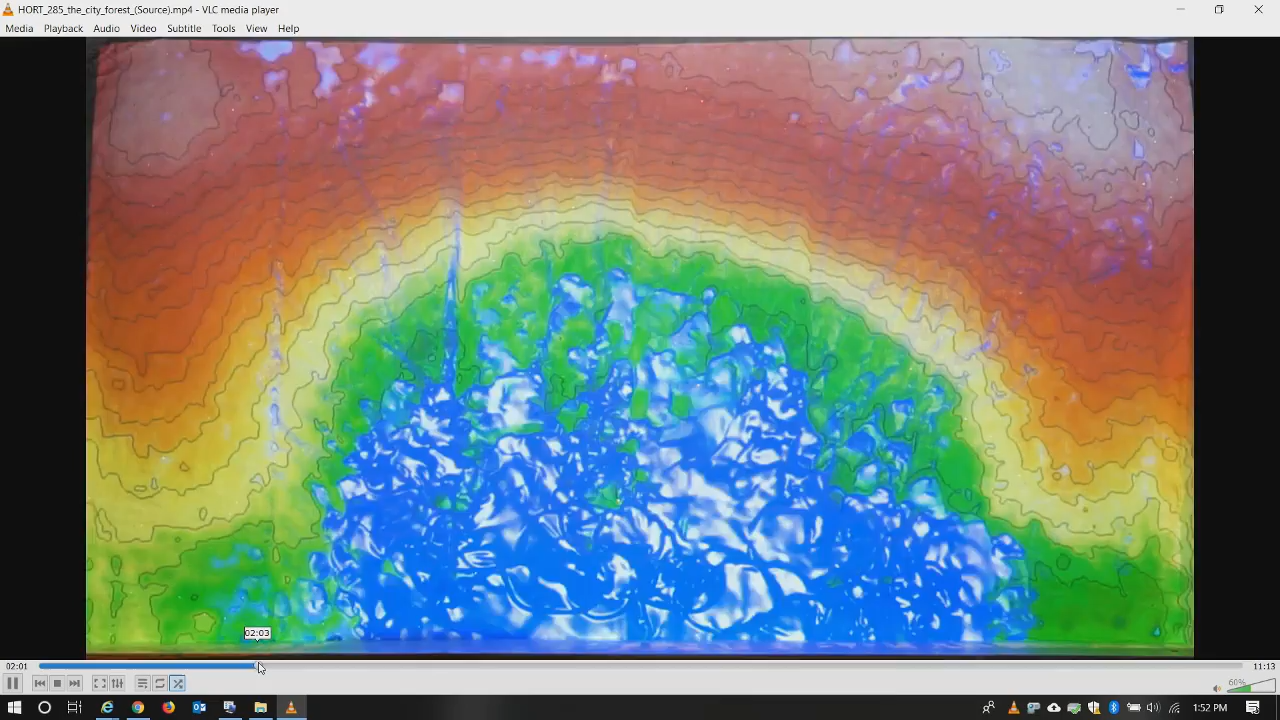 HORT_285_the_city_forest_(Source).mp4 - VLC media player
Media Playback Audio Video Subtitle Tools View Help
02:03
02:01
11:13
60%
1:52 PM